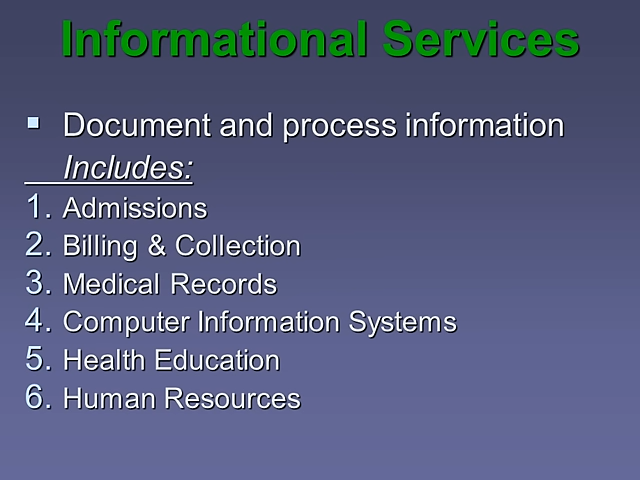 Informational Services
▪ Document and process information
Includes:
1. Admissions
2. Billing & Collection
3. Medical Records
4. Computer Information Systems
5. Health Education
6. Human Resources